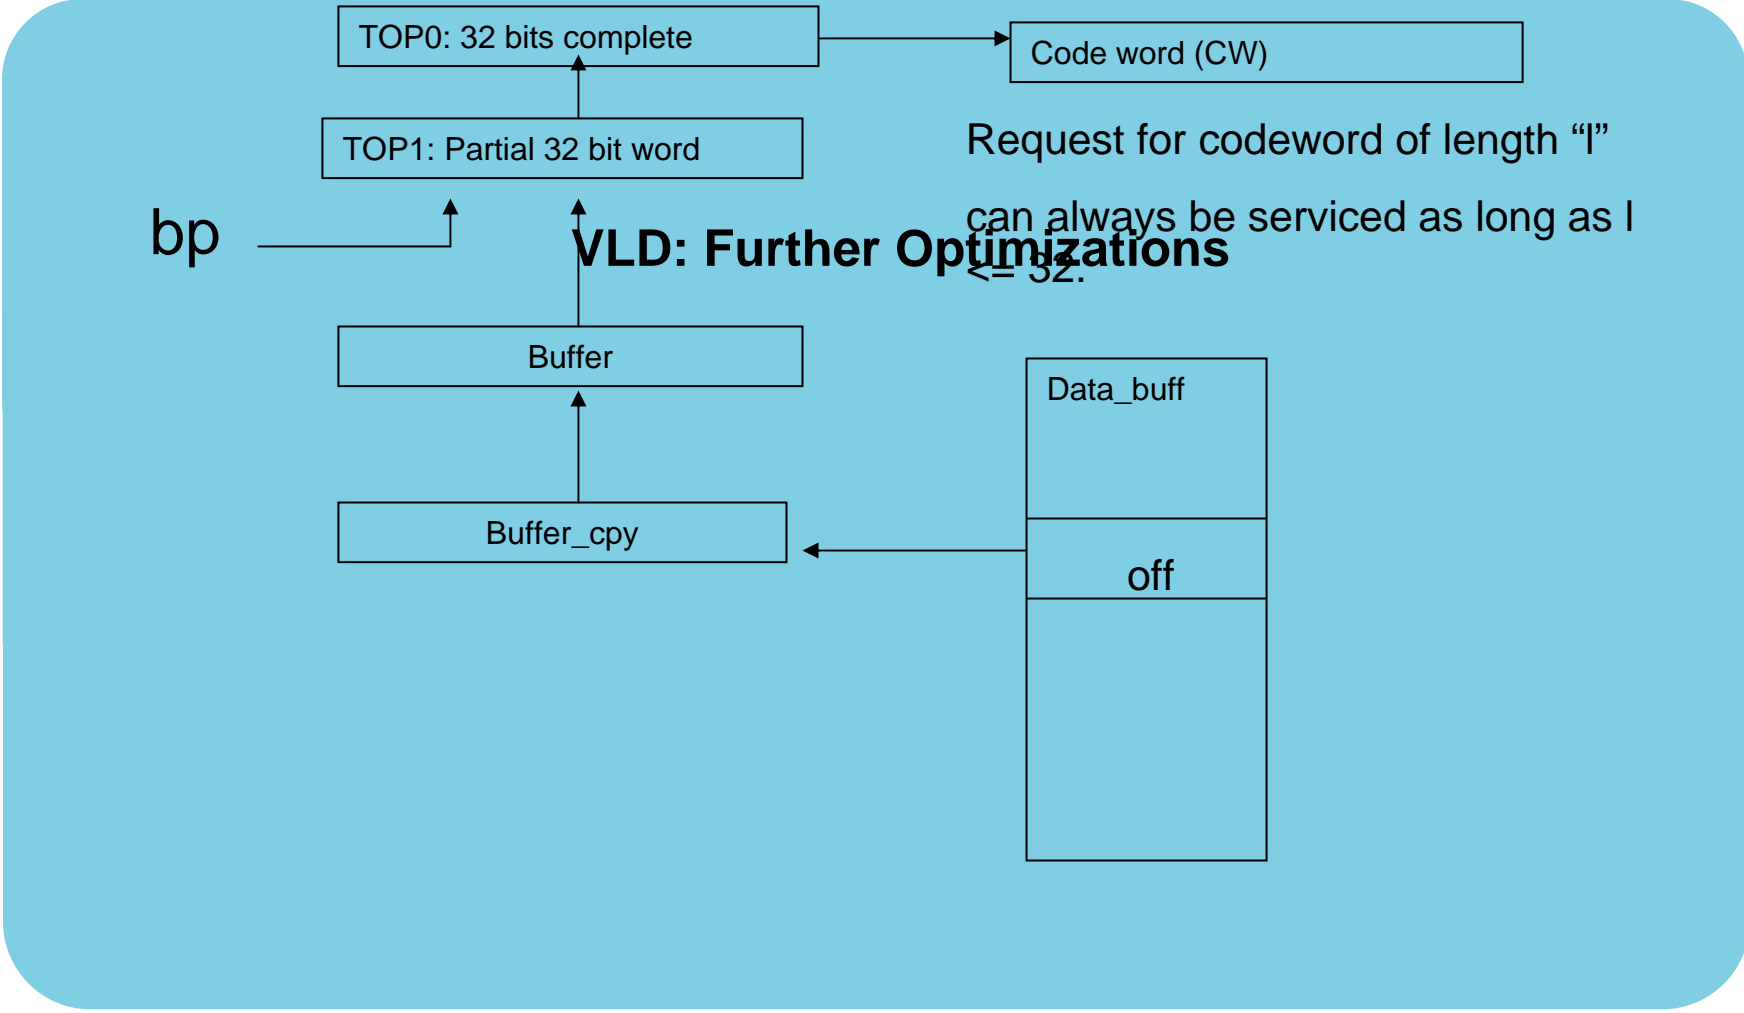 TOP0: 32 bits complete
Code word (CW)
TOP1: Partial 32 bit word
Request for codeword of length “l”
can always be serviced as long as l
<= 32.
bp
VLD: Further Optimizations
Buffer
Data_buff
Buffer_cpy
off